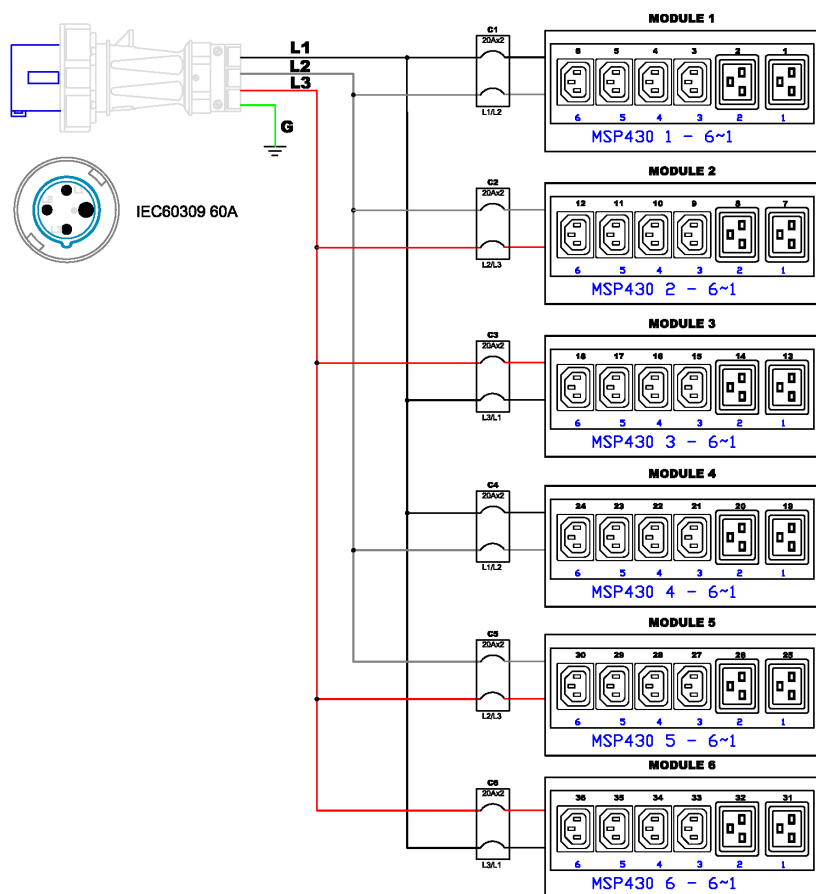 MODULE 1
C1
20Ax2
L1/L2
6 5 4 3 2 1
6 5 4 3 2 1
MSP430 1 - 6~1
L1
L2
L3
G
IEC60309 60A
MODULE 2
C2
20Ax2
L2/L3
12 11 10 9 8 7
6 5 4 3 2 1
MSP430 2 - 6~1
MODULE 3
C3
20Ax2
L3/L1
18 17 16 15 14 13
6 5 4 3 2 1
MSP430 3 - 6~1
MODULE 4
C4
20Ax2
L1/L2
24 23 22 21 20 19
6 5 4 3 2 1
MSP430 4 - 6~1
MODULE 5
C5
20Ax2
L2/L3
30 29 28 27 26 25
6 5 4 3 2 1
MSP430 5 - 6~1
MODULE 6
C6
20Ax2
L3/L1
36 35 34 33 32 31
6 5 4 3 2 1
MSP430 6 - 6~1